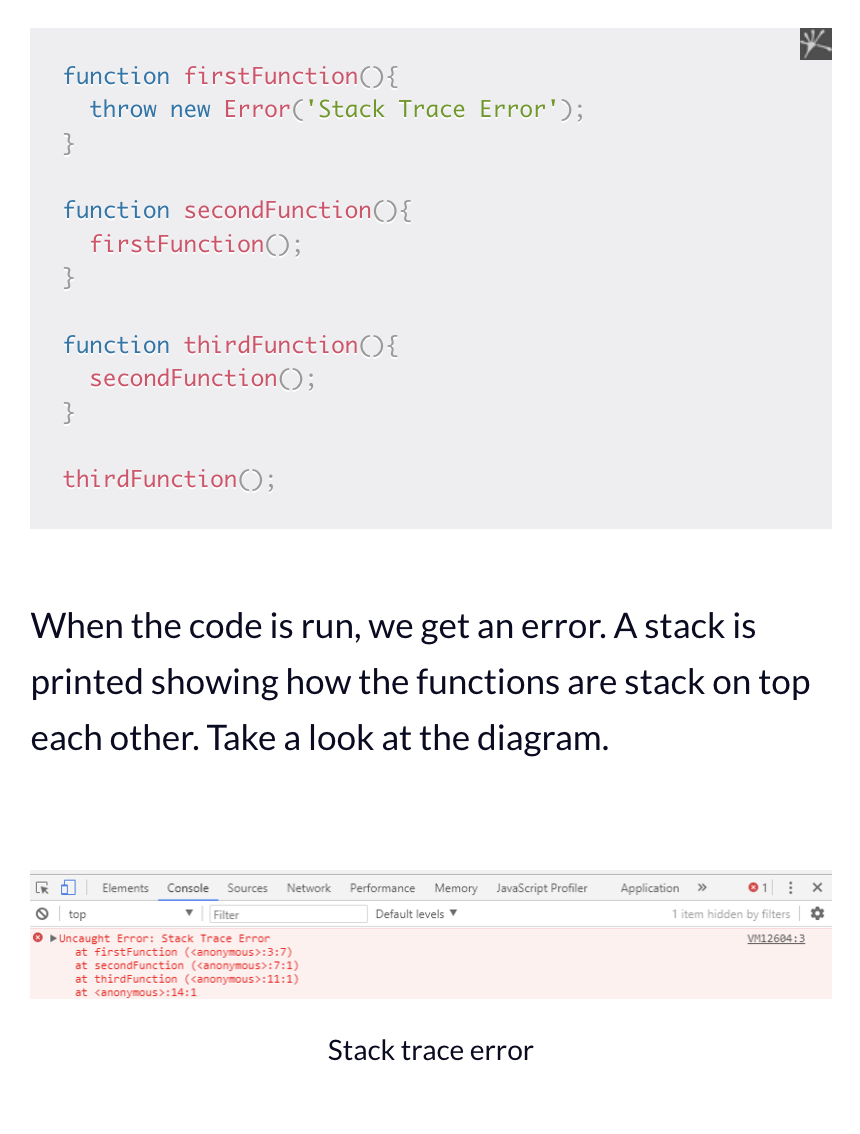 function firstFunction(){
  throw new Error('Stack Trace Error');
}

function secondFunction(){
  firstFunction();
}

function thirdFunction(){
  secondFunction();
}

thirdFunction();

When the code is run, we get an error. A stack is
printed showing how the functions are stack on top
each other. Take a look at the diagram.

Elements Console Sources Network Performance Memory JavaScript Profiler Application » 1
top Filter Default levels 1 item hidden by filters
Uncaught Error: Stack Trace Error VM12604:3
at firstFunction (<anonymous>:3:7)
at secondFunction (<anonymous>:7:1)
at thirdFunction (<anonymous>:11:1)
at <anonymous>:14:1
Stack trace error